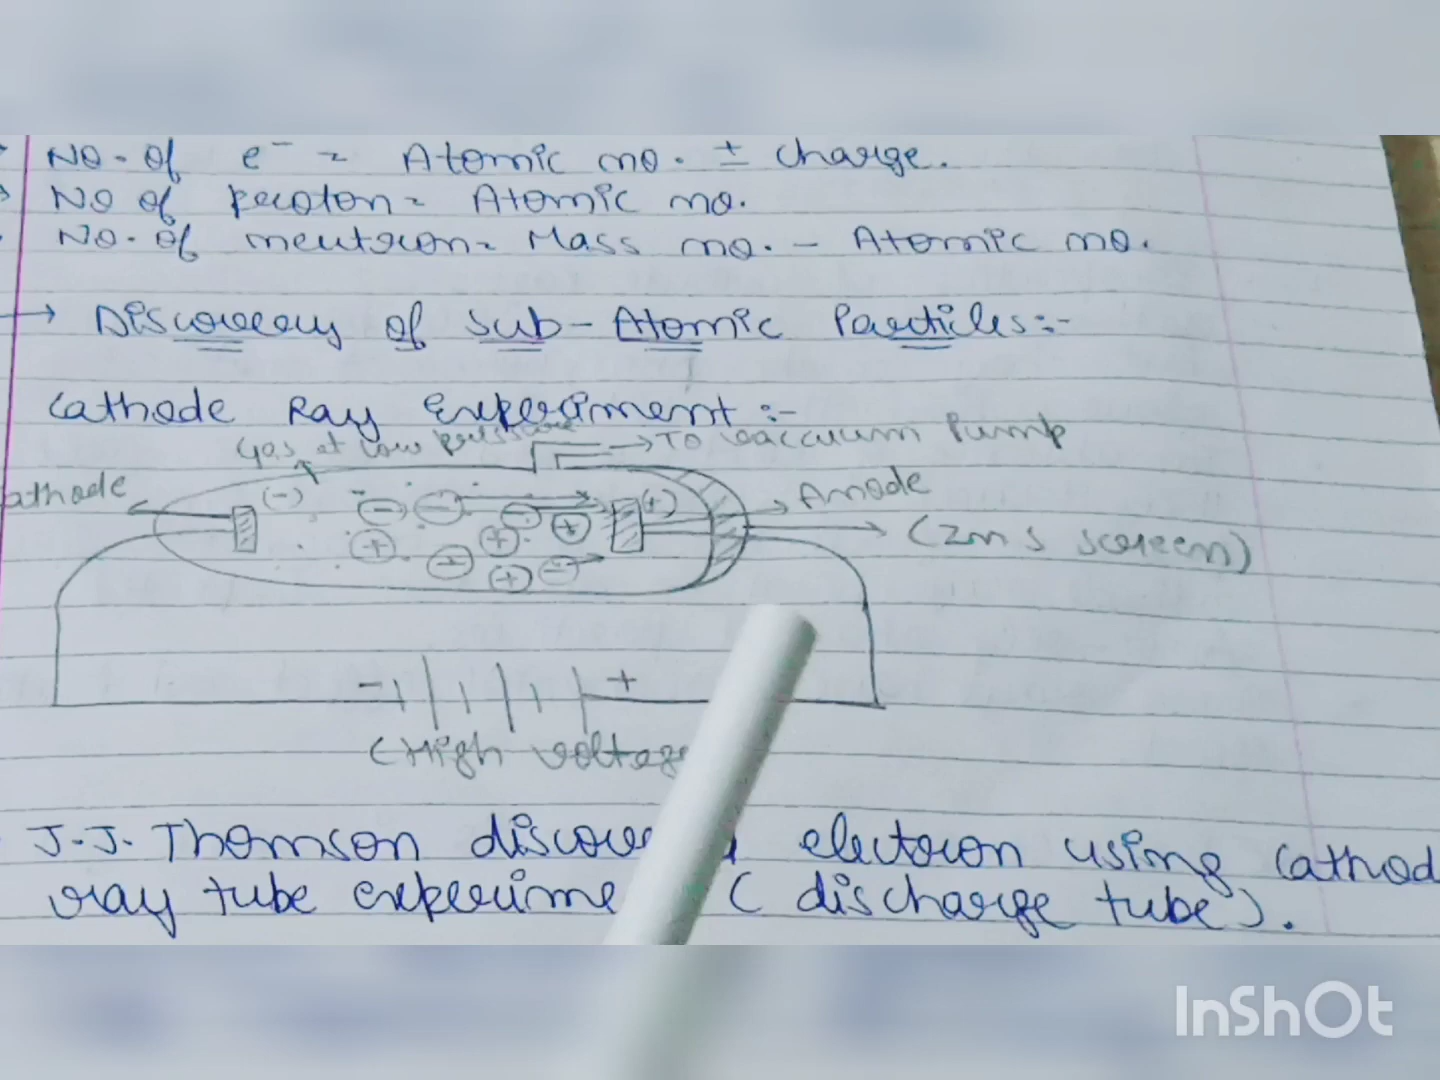 No. of e⁻ = Atomic no. ± charge.
→ No of proton = Atomic no.
No. of neutron = Mass no. - Atomic no.
→ Discovery of sub-Atomic Particles:-
Cathode Ray Experiment:-
Gas at low pressure → To vaccuum Pump
athode (-) (+) → Anode
→ (zns screen)
- +
(High voltag
J.J. Thomson discove electron using cathod
ray tube experime ( discharge tube).
InShOt